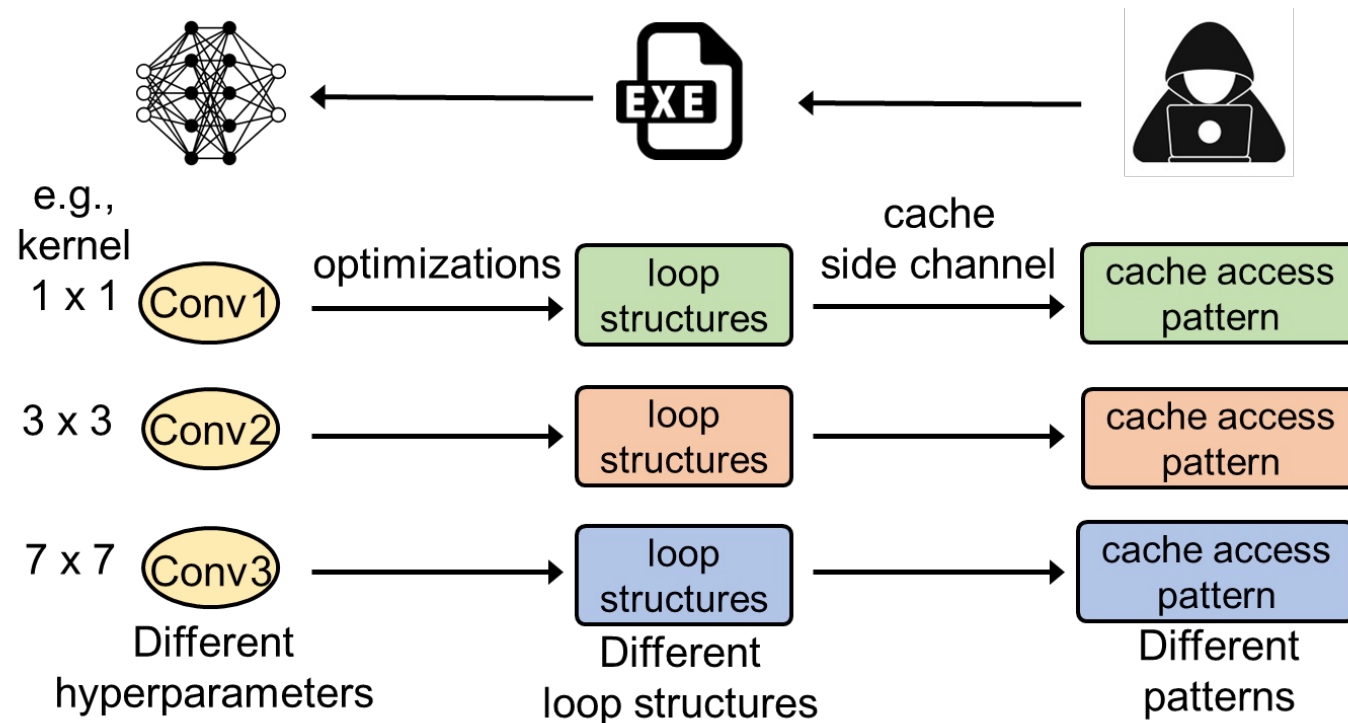 EXE
e.g.,
kernel
1 x 1
Conv1
optimizations
loop
structures
cache
side channel
cache access
pattern
3 x 3
Conv2
loop
structures
cache access
pattern
7 x 7
Conv3
loop
structures
cache access
pattern
Different
hyperparameters
Different
loop structures
Different
patterns